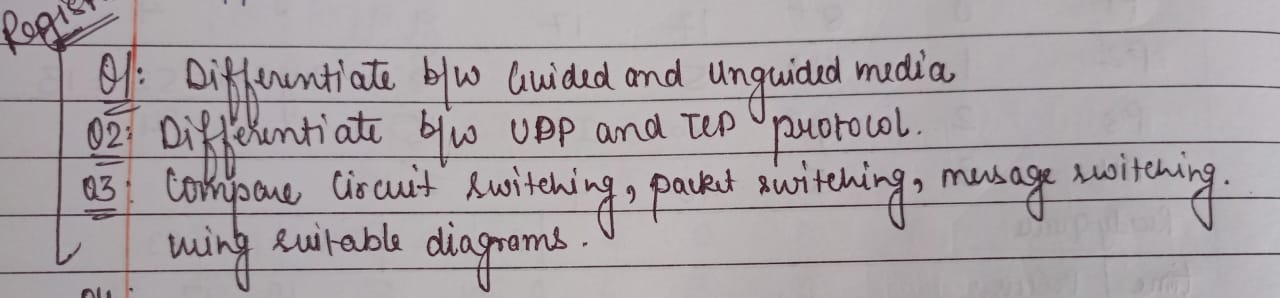 Q1: Differentiate b/w Guided and Unguided media
Q2: Differentiate b/w UDP and TCP protocol.
Q3: Compare Circuit switching, packet switching, message switching.
using suitable diagrams.